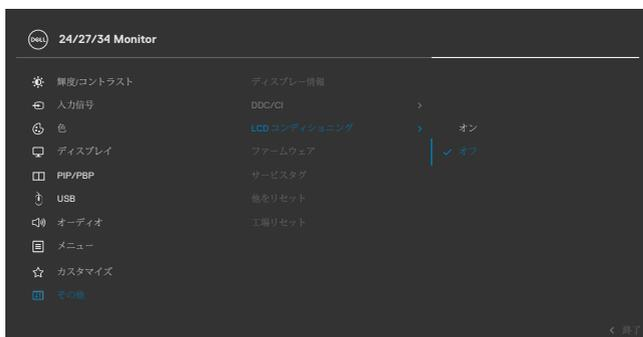 DELL
24/27/34 Monitor
輝度/コントラスト
入力信号
色
ディスプレイ
PIP/PBP
USB
オーディオ
メニュー
カスタマイズ
その他
ディスプレー情報
DDC/CI
LCD コンディショニング
ファームウェア
サービスタグ
他をリセット
工場リセット
オン
オフ
終了